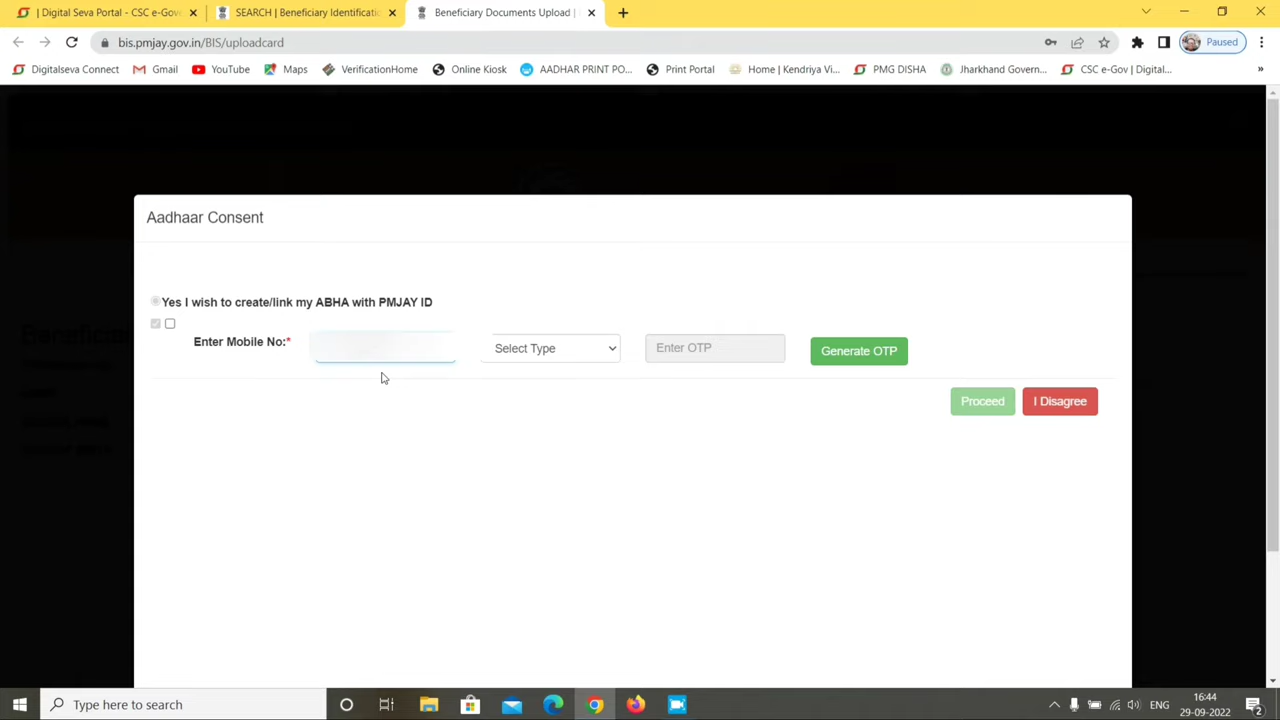 | Digital Seva Portal - CSC e-Gov
SEARCH | Beneficiary Identificatio
Beneficiary Documents Upload |
bis.pmjay.gov.in/BIS/uploadcard
Paused
Digitalseva Connect
Gmail
YouTube
Maps
VerificationHome
Online Kiosk
AADHAR PRINT PO...
Print Portal
Home | Kendriya Vi...
PMG DISHA
Jharkhand Govern...
CSC e-Gov | Digital...
»
Aadhaar Consent
Yes I wish to create/link my ABHA with PMJAY ID
Enter Mobile No:*
Select Type
Enter OTP
Generate OTP
Proceed
I Disagree
Type here to search
ENG
16:44
29-09-2022
2